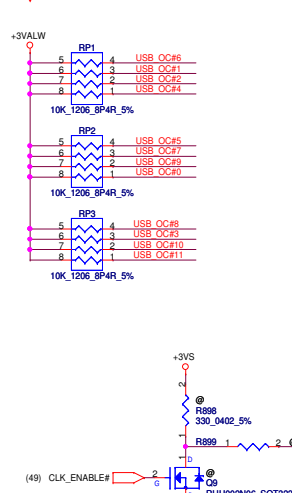 +3VALW
RP1
5 4 USB_OC#6
6 3 USB_OC#1
7 2 USB_OC#2
8 1 USB_OC#4
10K_1206_8P4R_5%
RP2
5 4 USB_OC#5
6 3 USB_OC#7
7 2 USB_OC#9
8 1 USB_OC#0
10K_1206_8P4R_5%
RP3
5 4 USB_OC#8
6 3 USB_OC#3
7 2 USB_OC#10
8 1 USB_OC#11
10K_1206_8P4R_5%
+3VS
2
@
R898
330_0402_5%
1
R899 1 2
1
D
@
(49) CLK_ENABLE# 2
G
Q9